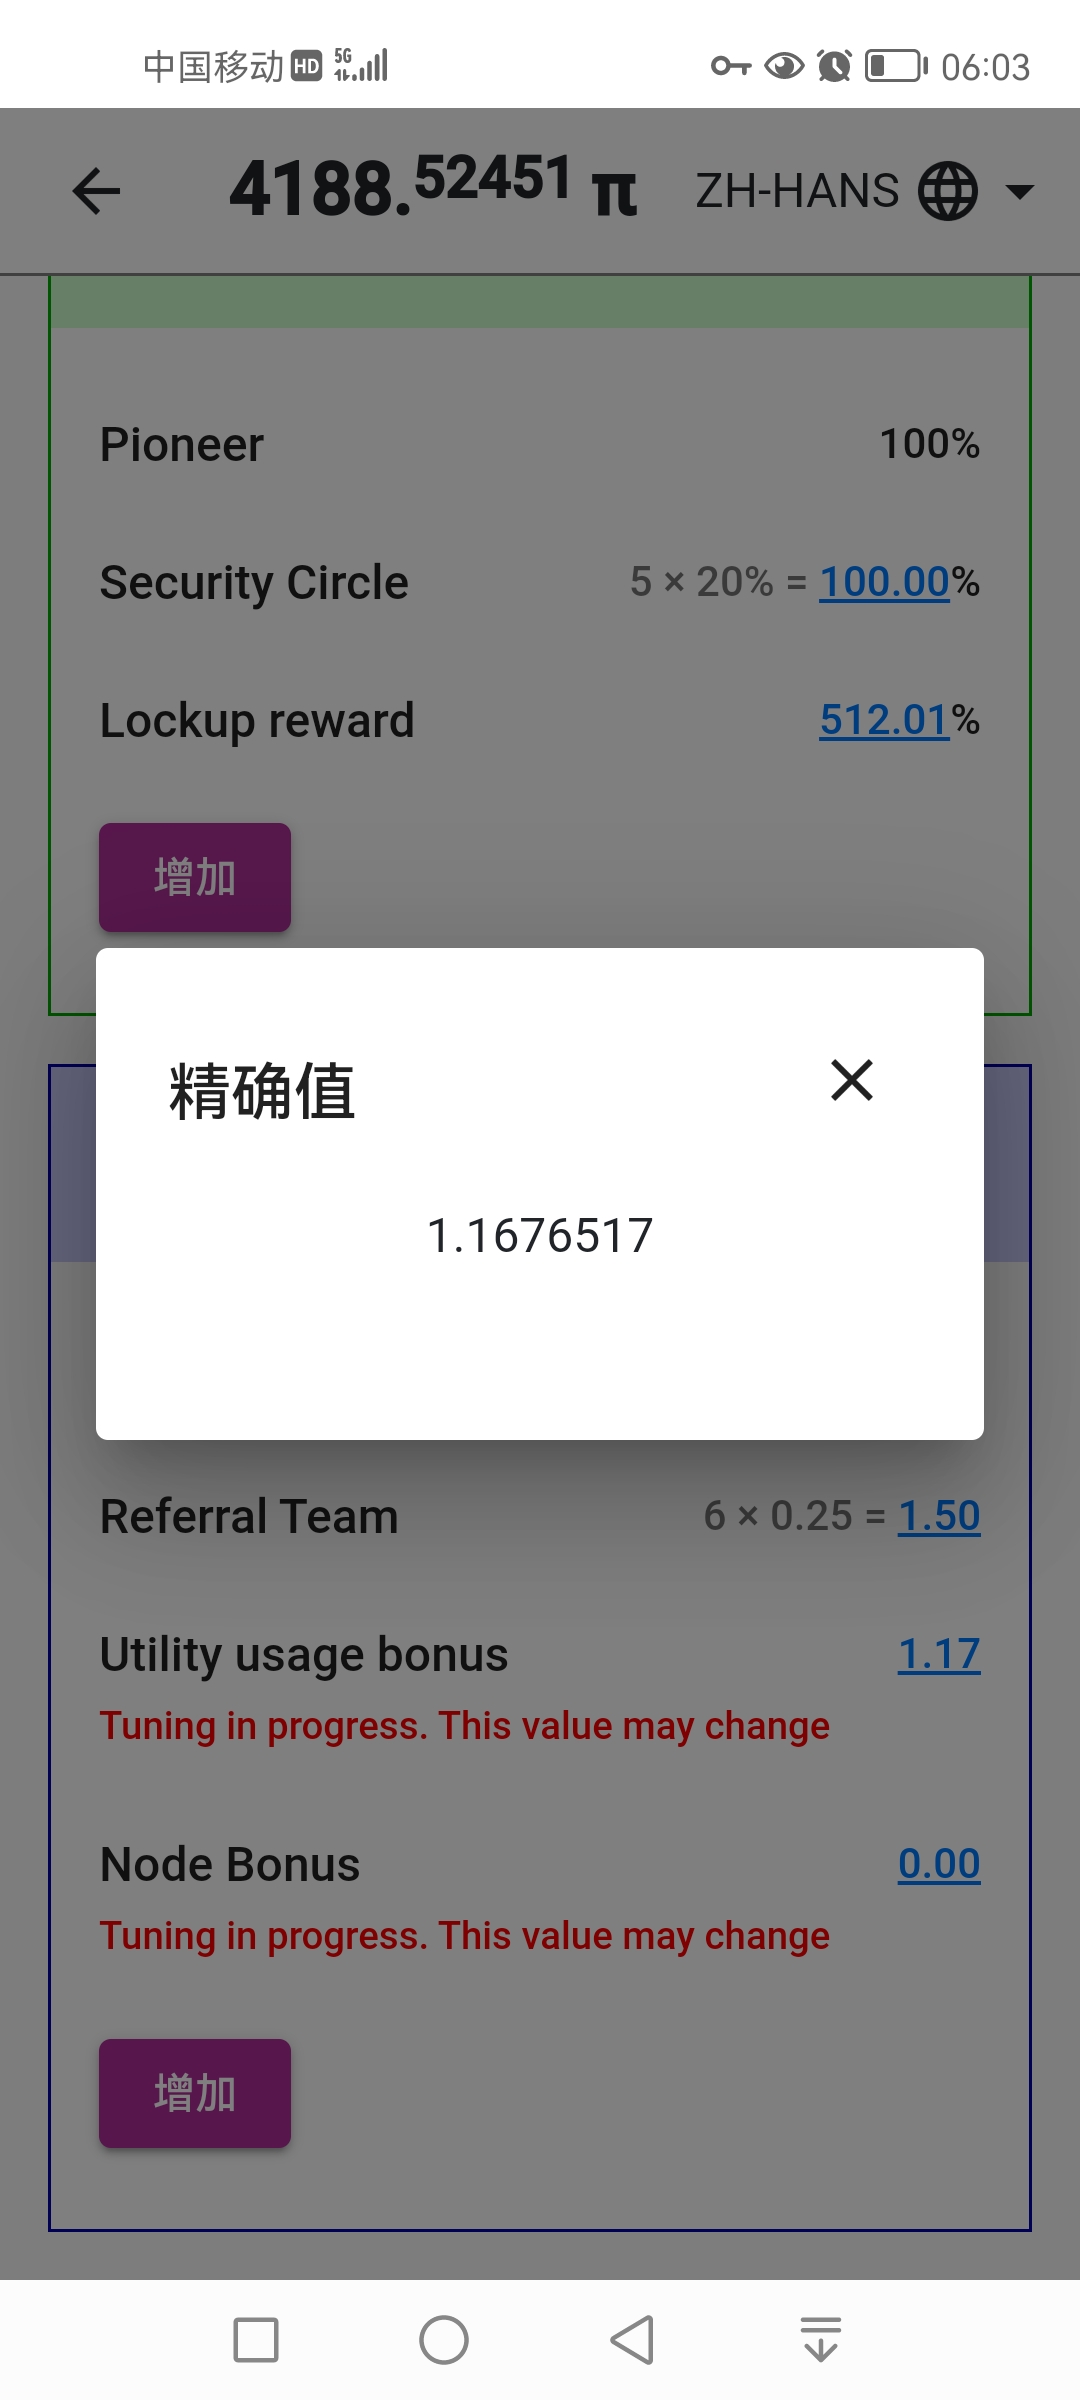 中国移动 HD 5G 06:03
4188.52451 π ZH-HANS
Pioneer 100%
Security Circle 5 × 20% = 100.00%
Lockup reward 512.01%
增加
精确值
1.1676517
Referral Team 6 × 0.25 = 1.50
Utility usage bonus 1.17
Tuning in progress. This value may change
Node Bonus 0.00
Tuning in progress. This value may change
增加